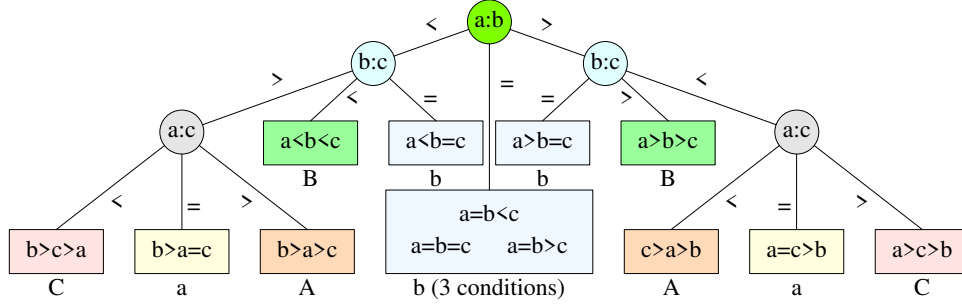 a:b
< >
b:c b:c
> < = = = > <
a:c a<b<c a<b=c a>b=c a>b>c a:c
B b b B
< = > < = >
a=b<c
b>c>a b>a=c b>a>c a=b=c a=b>c c>a>b a=c>b a>c>b
C a A b (3 conditions) A a C